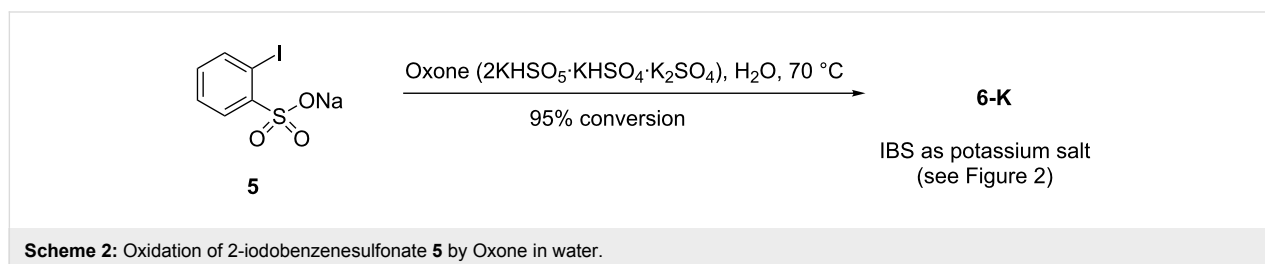 I
ONa
S
O O
5
Oxone (2KHSO₅·KHSO₄·K₂SO₄), H₂O, 70 °C
95% conversion
6-K
IBS as potassium salt
(see Figure 2)
Scheme 2: Oxidation of 2-iodobenzenesulfonate 5 by Oxone in water.